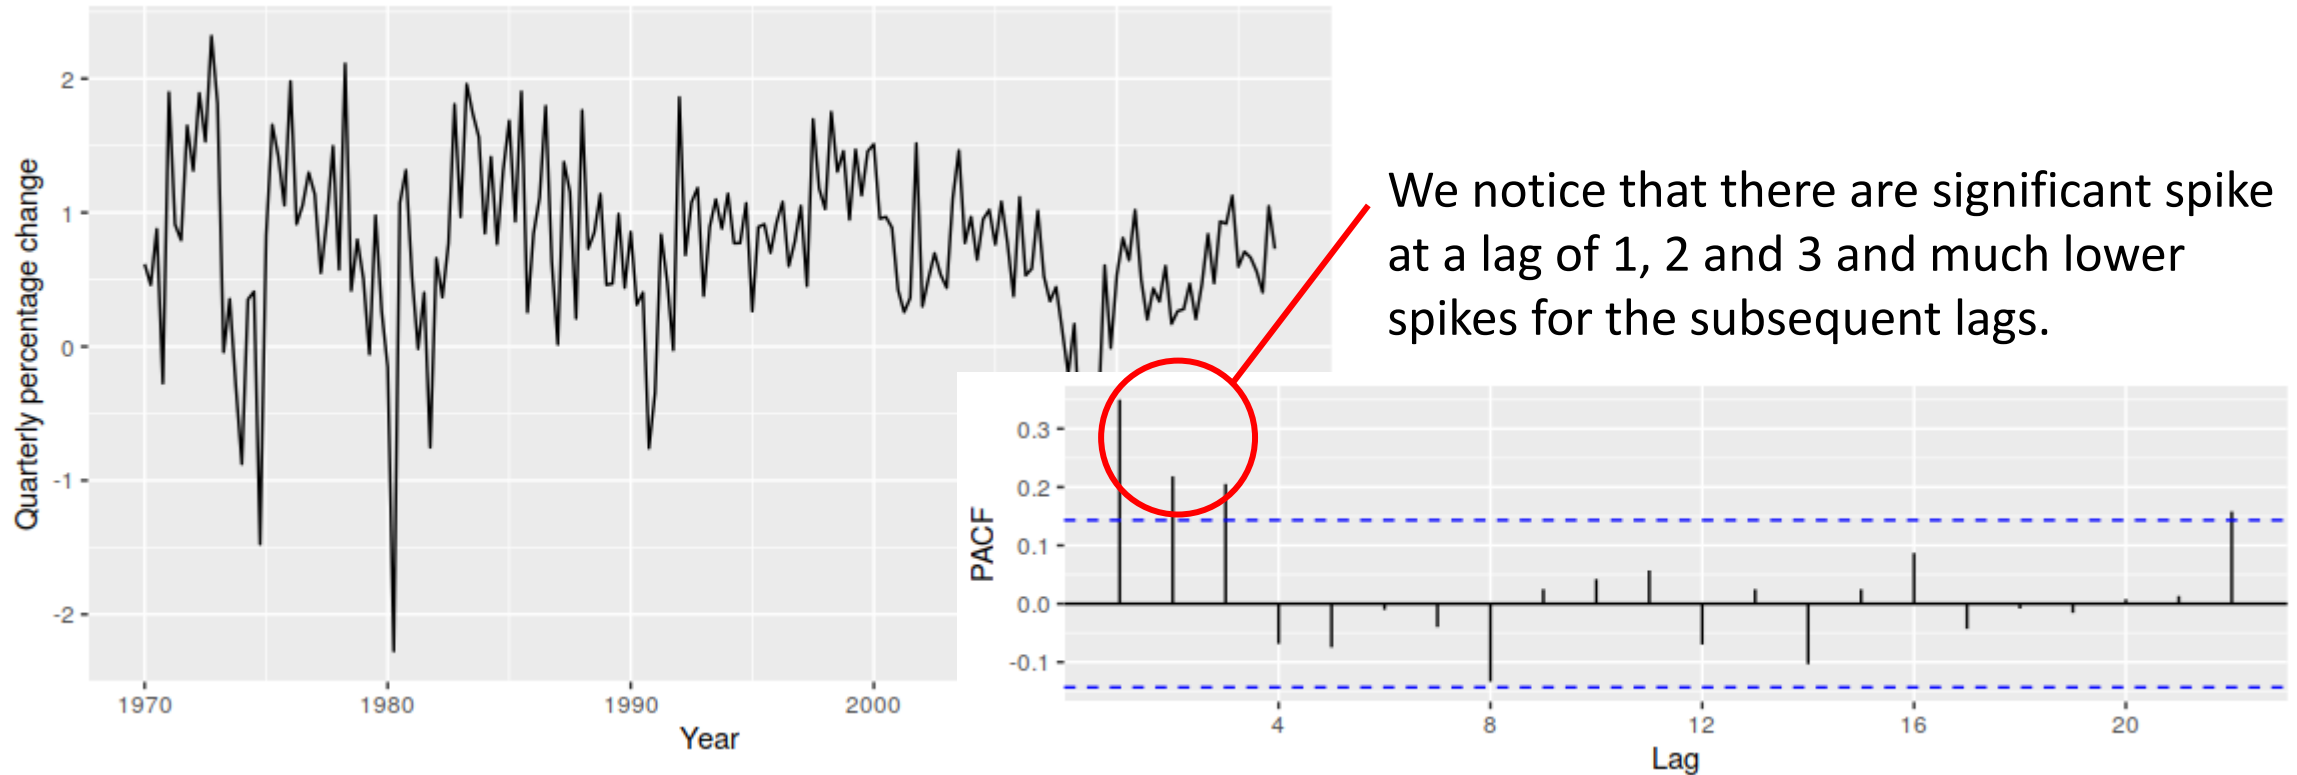 2
1
0
-1
-2
Quarterly percentage change
1970 1980 1990 2000
Year
We notice that there are significant spike
at a lag of 1, 2 and 3 and much lower
spikes for the subsequent lags.
0.3
0.2
0.1
0.0
-0.1
PACF
4 8 12 16 20
Lag